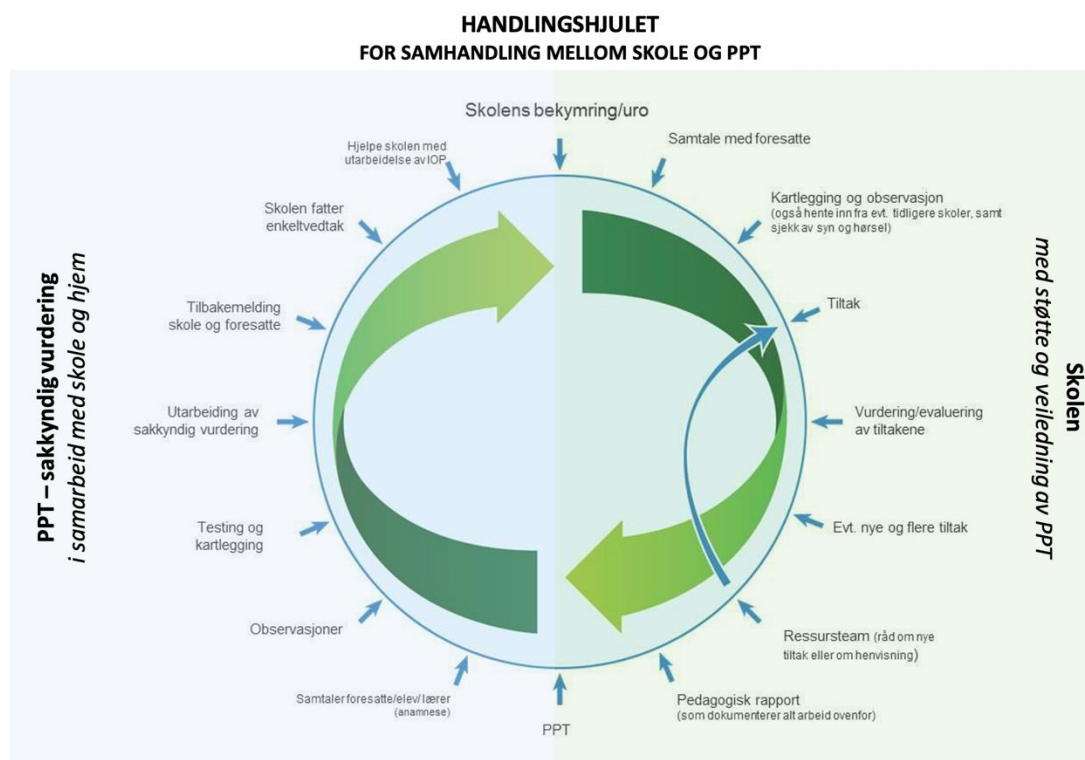 HANDLINGSHJULET
FOR SAMHANDLING MELLOM SKOLE OG PPT
Skolens bekymring/uro
Samtale med foresatte
Kartlegging og observasjon
(også hente inn fra evt. tidligere skoler, samt
sjekk av syn og hørsel)
Tiltak
Vurdering/evaluering
av tiltakene
Evt. nye og flere tiltak
Ressursteam (råd om nye
tiltak eller om henvisning)
Pedagogisk rapport
(som dokumenterer alt arbeid ovenfor)
PPT
Samtaler foresatte/elev/ lærer
(anamnese)
Observasjoner
Testing og
kartlegging
Utarbeiding av
sakkyndig vurdering
Tilbakemelding
skole og foresatte
Skolen fatter
enkeltvedtak
Hjelpe skolen med
utarbeidelse av IOP
PPT – sakkyndig vurdering
i samarbeid med skole og hjem
Skolen
med støtte og veiledning av PPT